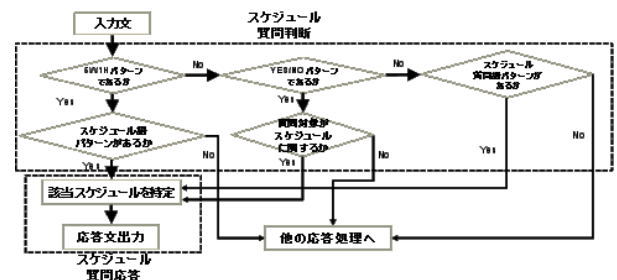 スケジュール
質問判断
入力文
5W1Hパターン
であるか
No
YES/NOパターン
であるか
No
スケジュール
質問語パターンが
あるか
Yes
Yes
No
スケジュール語
パターンがあるか
質問対象が
スケジュール
に関するか
No
No
Yes
Yes
Yes
該当スケジュールを特定
応答文出力
他の応答処理へ
スケジュール
質問応答